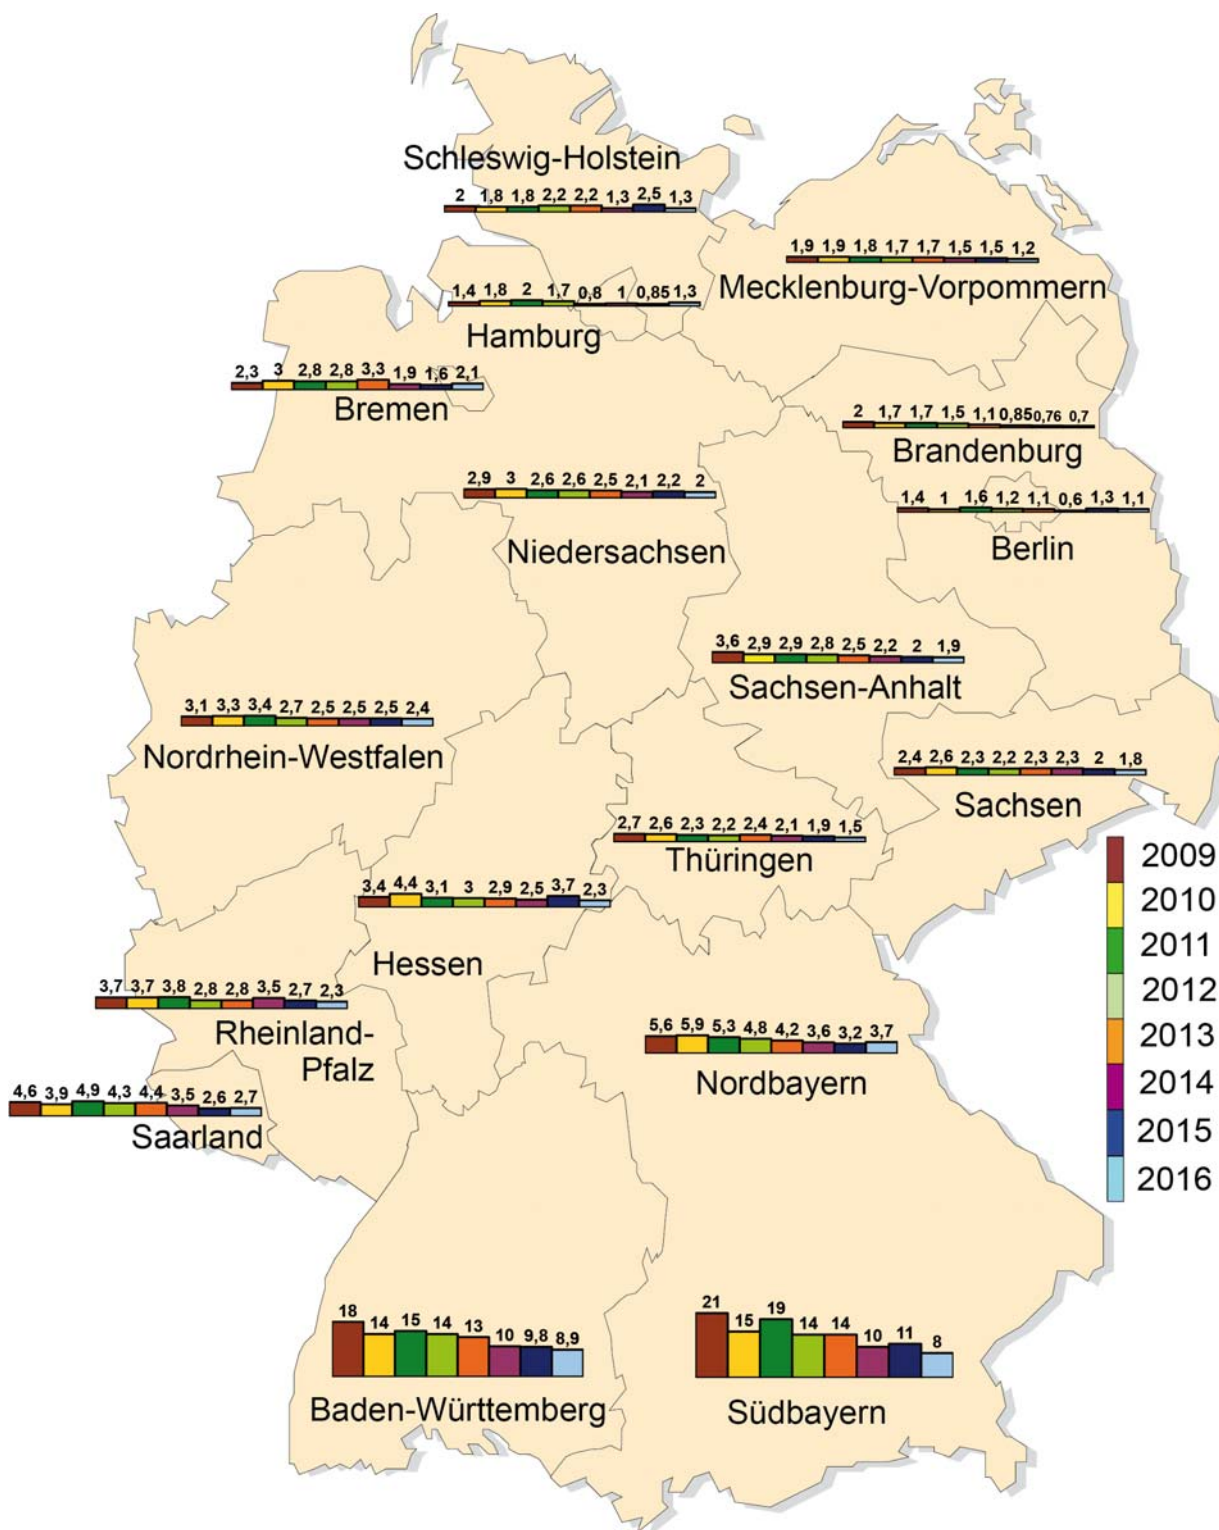 Schleswig-Holstein
2 1,8 1,8 2,2 2,2 1,3 2,5 1,3
1,9 1,9 1,8 1,7 1,7 1,5 1,5 1,2
Mecklenburg-Vorpommern
1,4 1,8 2 1,7 0,8 1 0,85 1,3
Hamburg
2,3 3 2,8 2,8 3,3 1,9 1,6 2,1
Bremen
2 1,7 1,7 1,5 1,1 0,85 0,76 0,7
Brandenburg
2,9 3 2,6 2,6 2,5 2,1 2,2 2
Niedersachsen
1,4 1 1,6 1,2 1,1 0,6 1,3 1,1
Berlin
3,6 2,9 2,9 2,8 2,5 2,2 2 1,9
Sachsen-Anhalt
3,1 3,3 3,4 2,7 2,5 2,5 2,5 2,4
Nordrhein-Westfalen
2,4 2,6 2,3 2,2 2,3 2,3 2 1,8
Sachsen
2,7 2,6 2,3 2,2 2,4 2,1 1,9 1,5
Thüringen
3,4 4,4 3,1 3 2,9 2,5 3,7 2,3
Hessen
3,7 3,7 3,8 2,8 2,8 3,5 2,7 2,3
Rheinland-
Pfalz
5,6 5,9 5,3 4,8 4,2 3,6 3,2 3,7
Nordbayern
4,6 3,9 4,9 4,3 4,4 3,5 2,6 2,7
Saarland
18 14 15 14 13 10 9,8 8,9
Baden-Württemberg
21 15 19 14 14 10 11 8
Südbayern
2009
2010
2011
2012
2013
2014
2015
2016